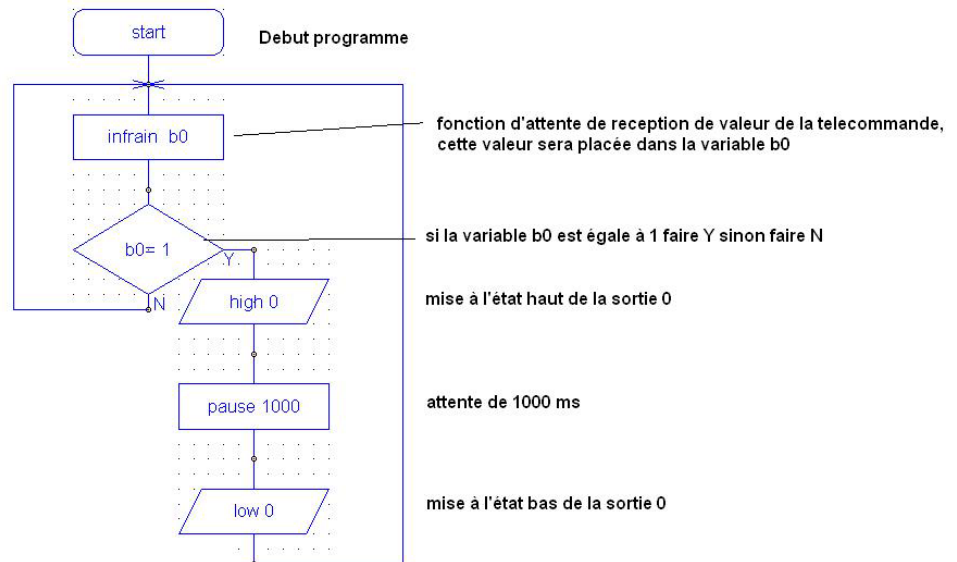 start
Debut programme
infrain b0
fonction d'attente de reception de valeur de la telecommande,
cette valeur sera placée dans la variable b0
b0= 1
Y
N
si la variable b0 est égale à 1 faire Y sinon faire N
high 0
mise à l'état haut de la sortie 0
pause 1000
attente de 1000 ms
low 0
mise à l'état bas de la sortie 0